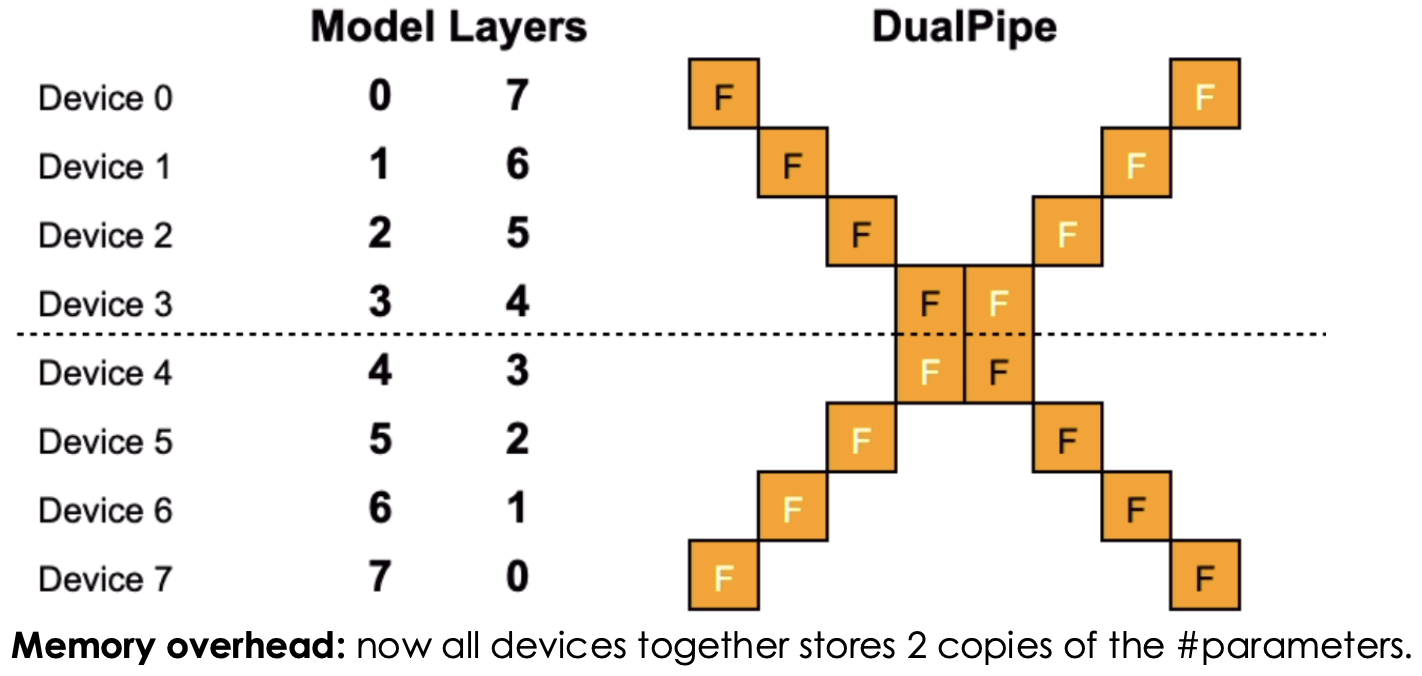 Model Layers DualPipe
Device 0 0 7 F F
Device 1 1 6 F F
Device 2 2 5 F F
Device 3 3 4 F F
Device 4 4 3 F F
Device 5 5 2 F F
Device 6 6 1 F F
Device 7 7 0 F F
Memory overhead: now all devices together stores 2 copies of the #parameters.